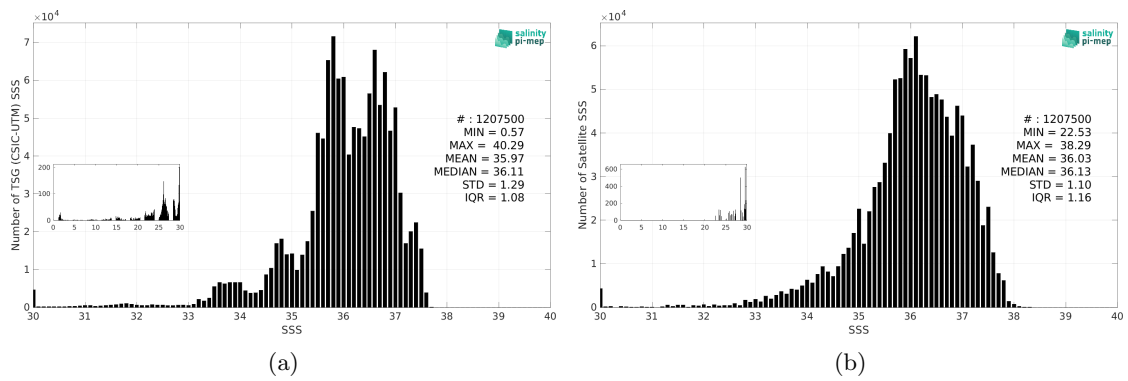 ×10⁴
salinity
pi-mep
Number of TSG (CSIC-UTM) SSS
7
6
5
4
3
2
1
0
# : 1207500
MIN = 0.57
MAX = 40.29
MEAN = 35.97
MEDIAN = 36.11
STD = 1.29
IQR = 1.08
200
100
0
0 5 10 15 20 25 30
30 31 32 33 34 35 36 37 38 39 40
SSS
(a)
×10⁴
salinity
pi-mep
Number of Satellite SSS
6
5
4
3
2
1
0
# : 1207500
MIN = 22.53
MAX = 38.29
MEAN = 36.03
MEDIAN = 36.13
STD = 1.10
IQR = 1.16
600
400
200
0
0 5 10 15 20 25 30
30 31 32 33 34 35 36 37 38 39 40
SSS
(b)